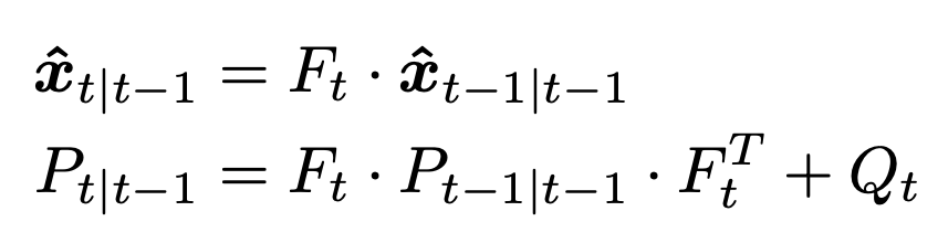 x̂_{t|t−1} = F_t · x̂_{t−1|t−1}
P_{t|t−1} = F_t · P_{t−1|t−1} · F_t^T + Q_t